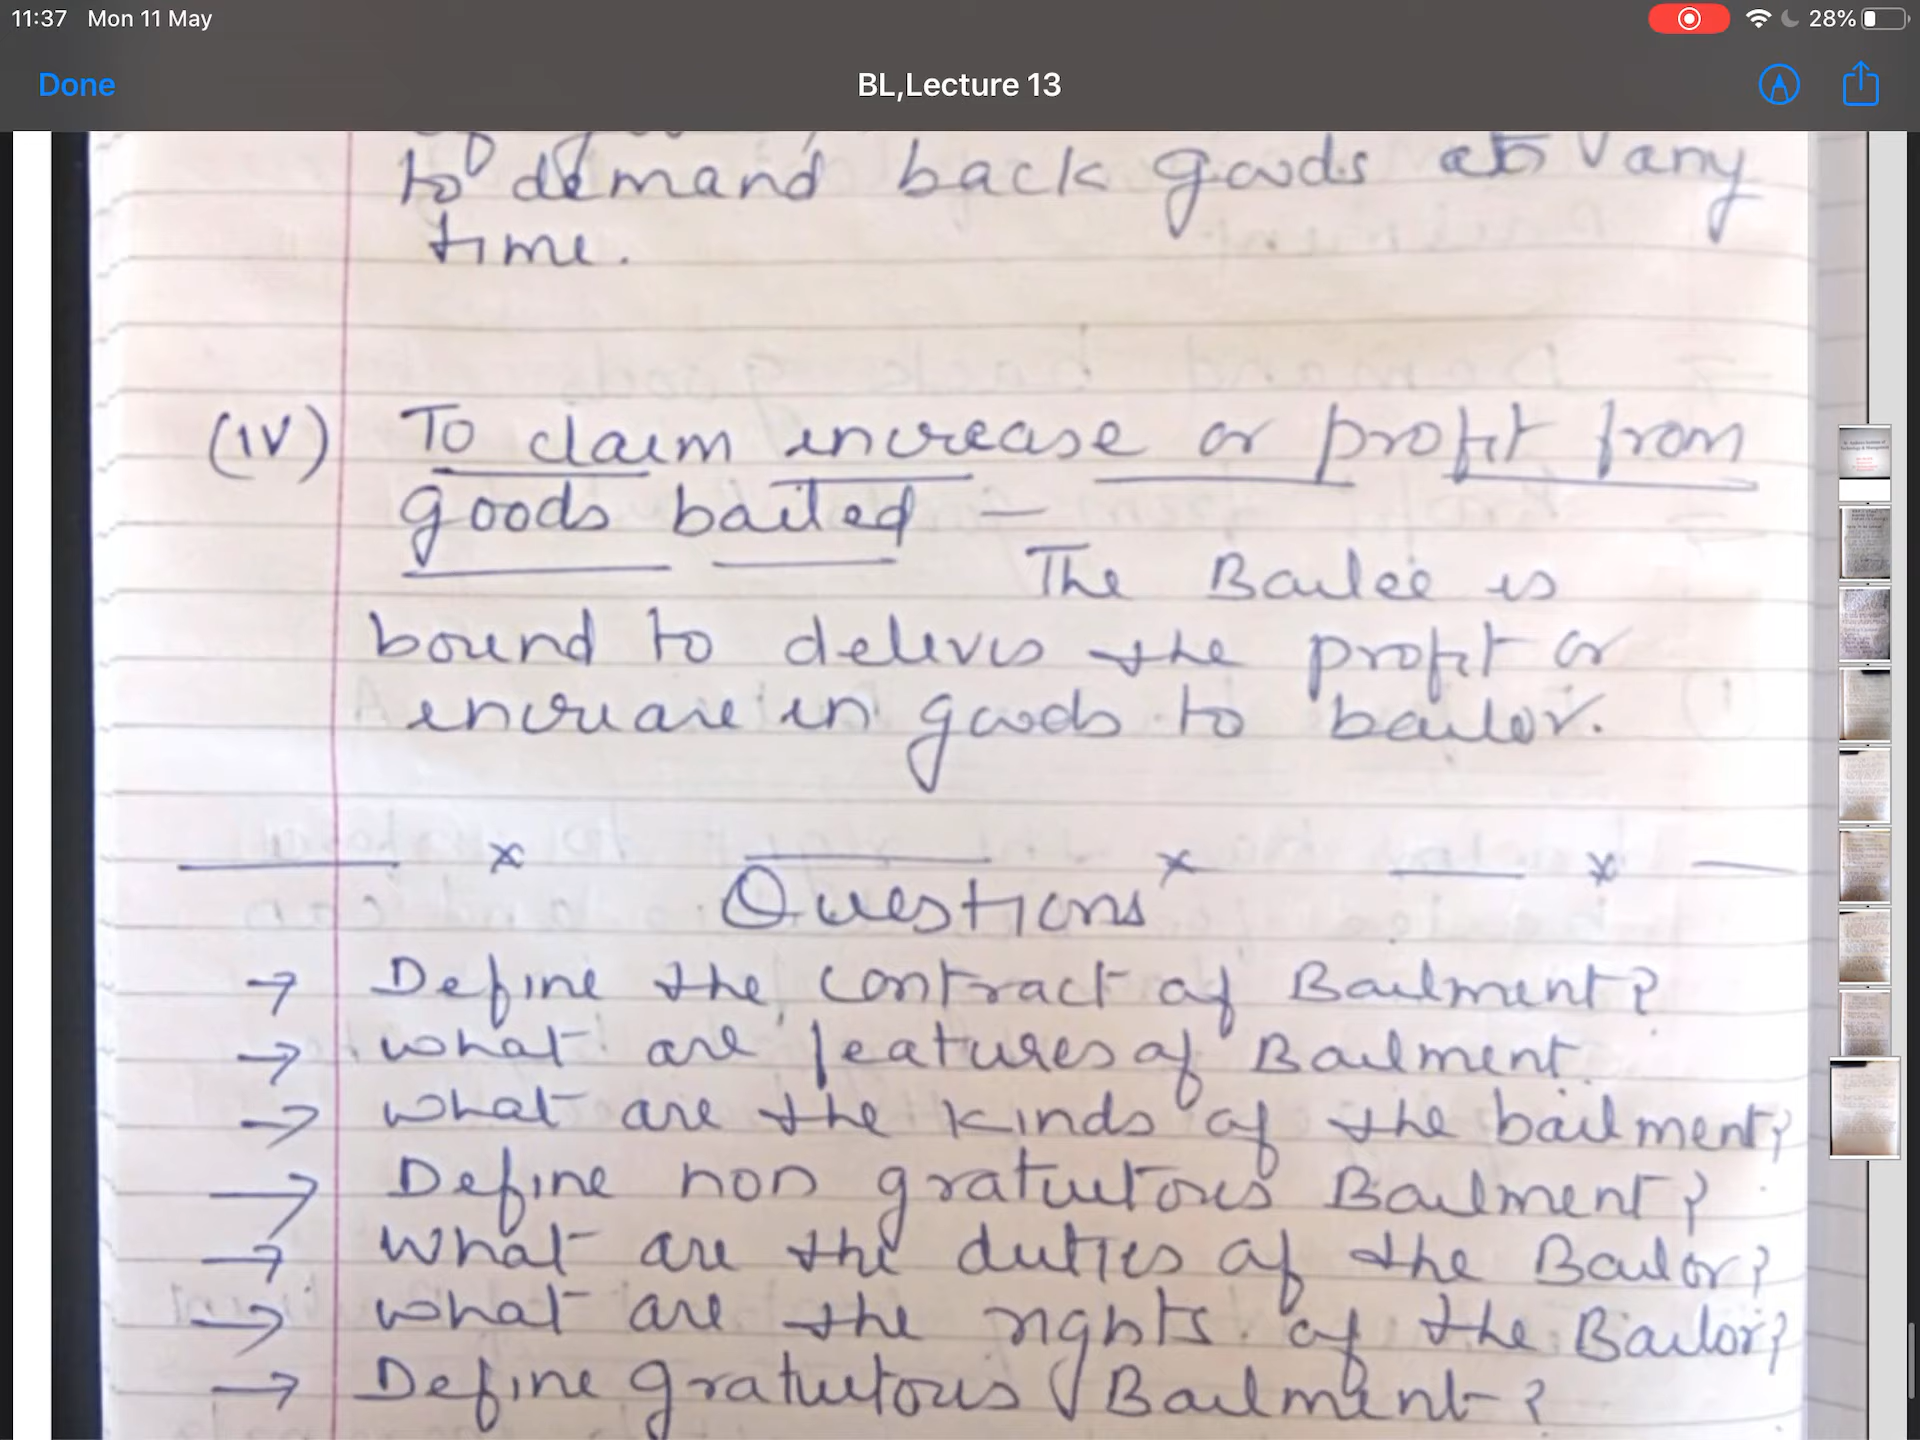 11:37 Mon 11 May
28%
Done
BL,Lecture 13
to demand back goods at any
time.
(iv) To claim increase or profit from
goods bailed —
The Bailee is
bound to deliver the profit or
increase in goods to bailor.
Questions
→ Define the contract of Bailment?
→ what are features of Bailment
→ what are the kinds of the bailment?
→ Define non gratuitous Bailment?
→ What are the duties of the Bailor?
→ what are the rights of the Bailor?
→ Define gratuitous Bailment?